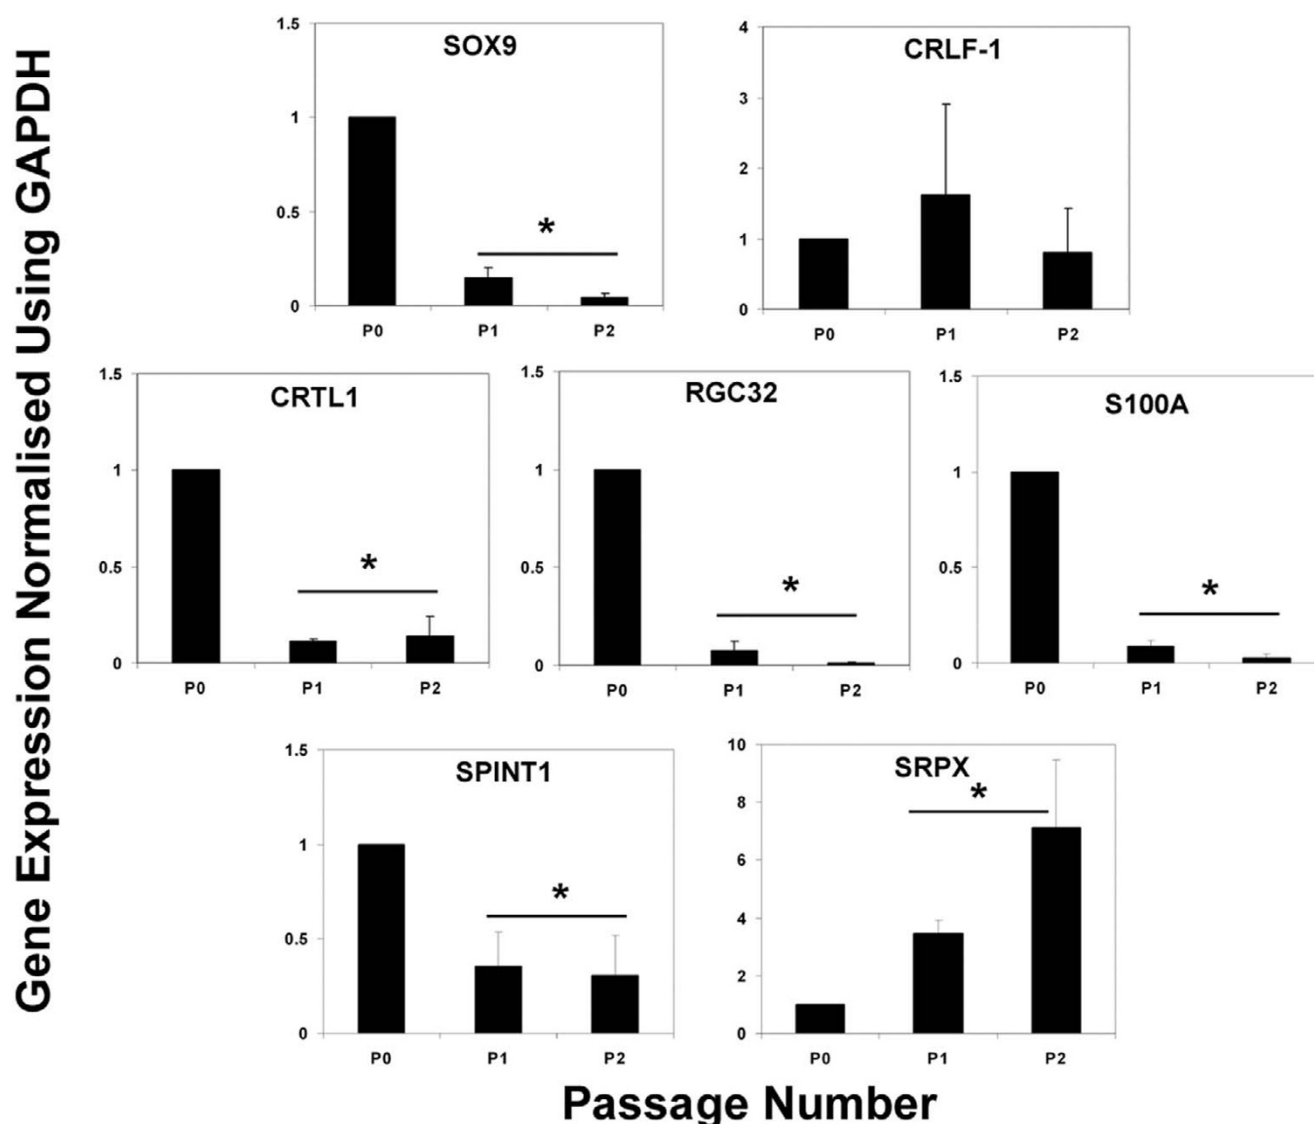 Gene Expression Normalised Using GAPDH
SOX9
1.5
1
0.5
0
*
P0 P1 P2
CRLF-1
4
3
2
1
0
P0 P1 P2
CRTL1
1.5
1
0.5
0
*
P0 P1 P2
RGC32
1.5
1
0.5
0
*
P0 P1 P2
S100A
1.5
1
0.5
0
*
P0 P1 P2
SPINT1
1.5
1
0.5
0
*
P0 P1 P2
SRPX
10
8
6
4
2
0
*
P0 P1 P2
Passage Number